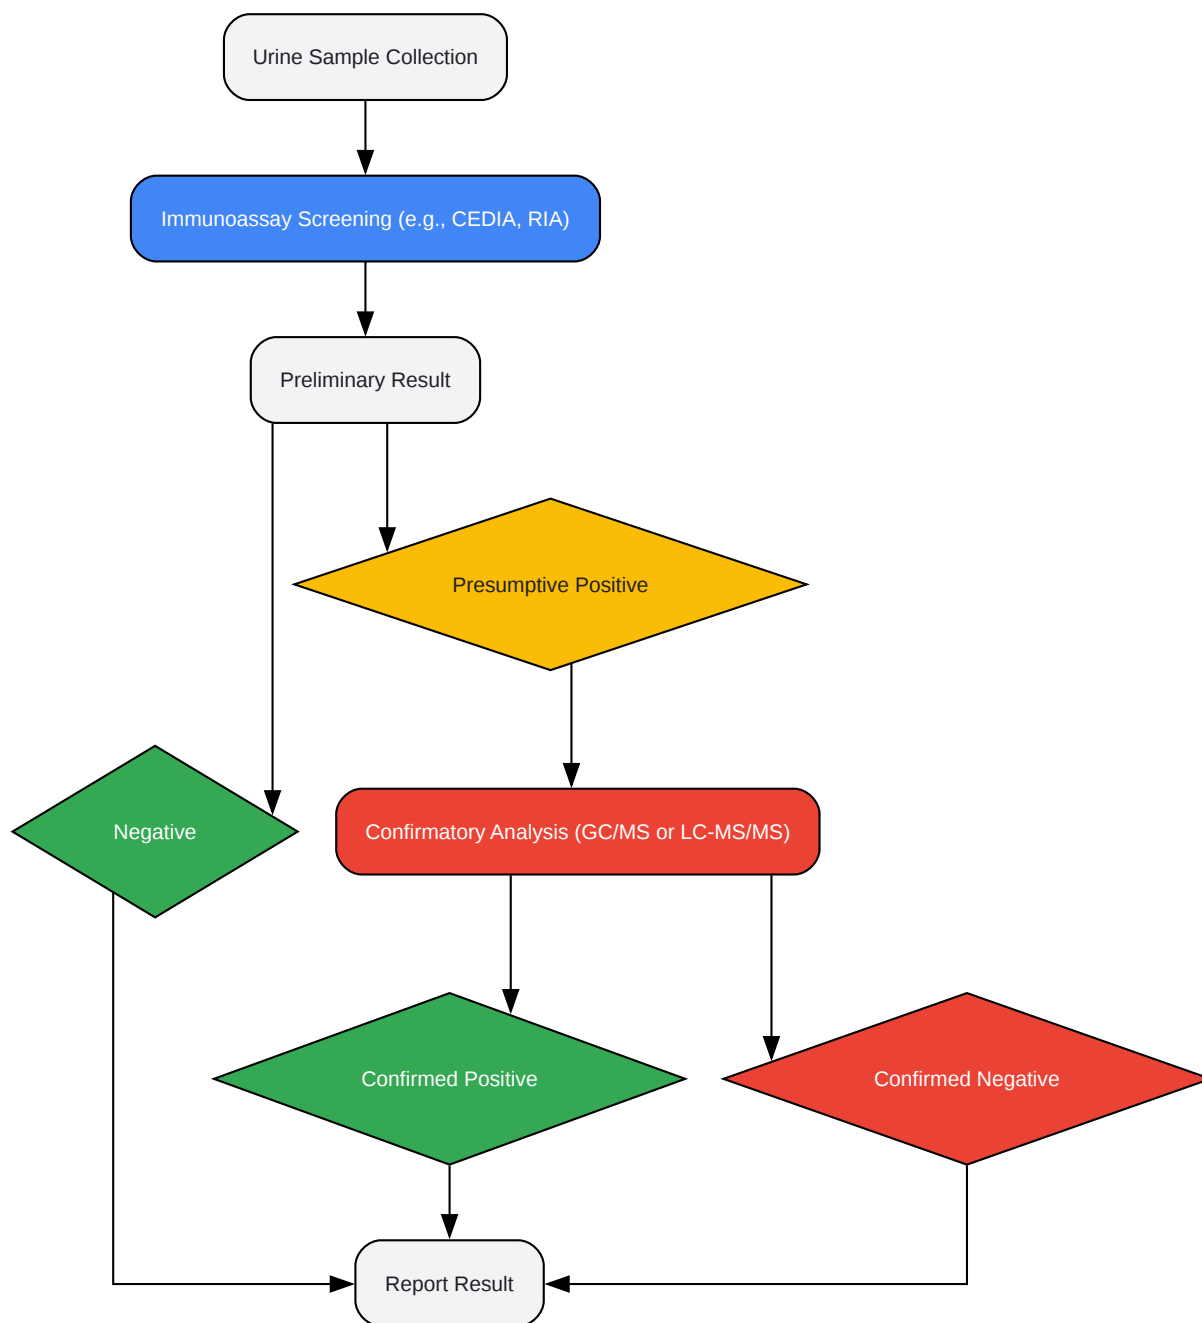 Urine Sample Collection
Immunoassay Screening (e.g., CEDIA, RIA)
Preliminary Result
Presumptive Positive
Negative
Confirmatory Analysis (GC/MS or LC-MS/MS)
Confirmed Positive
Confirmed Negative
Report Result